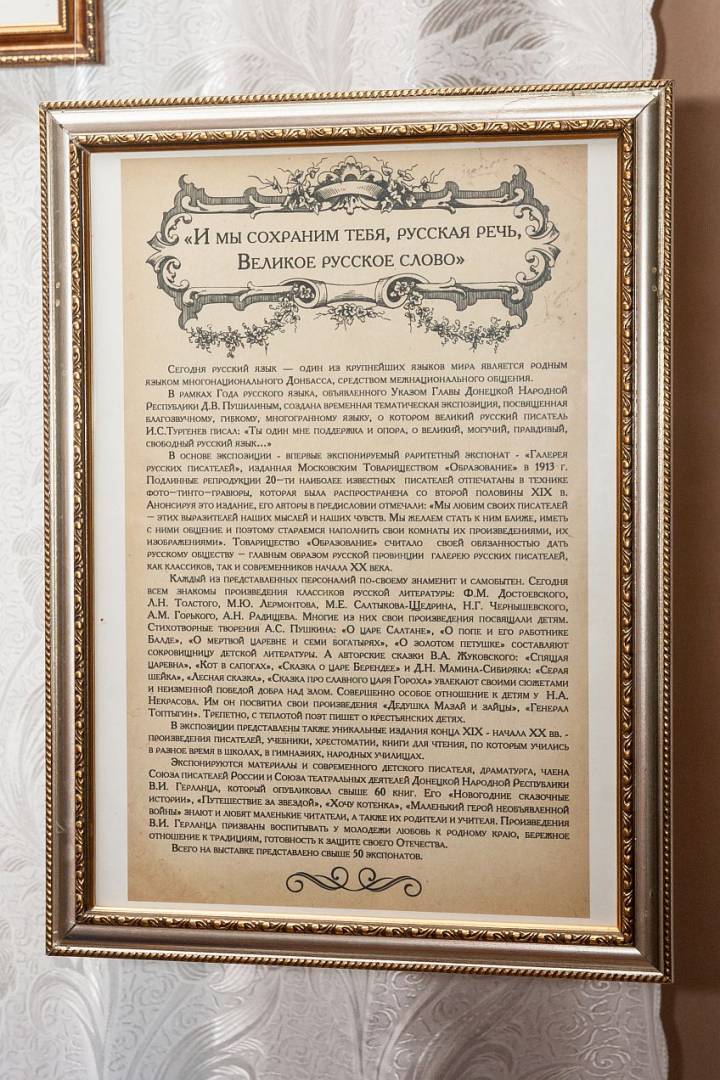 «И мы сохраним тебя, русская речь,
Великое русское слово»
Сегодня русский язык — один из крупнейших языков мира является родным
языком многонационального Донбасса, средством межнационального общения.
В рамках Года русского языка, объявленного Указом Главы Донецкой Народной
Республики Д.В. Пушилиным, создана временная тематическая экспозиция, посвященная
благозвучному, гибкому, многогранному языку, о котором великий русский писатель
И.С.Тургенев писал: «Ты один мне поддержка и опора, о великий, могучий, правдивый,
свободный русский язык...»
В основе экспозиции - впервые экспонируемый раритетный экспонат - «Галерея
русских писателей», изданная Московским Товариществом «Образование» в 1913 г.
Подлинные репродукции 20–ти наиболее известных писателей отпечатаны в технике
фото–тинто–гравюры, которая была распространена со второй половины XIX в.
Анонсируя это издание, его авторы в предисловии отмечали: «Мы любим своих писателей
– этих выразителей наших мыслей и наших чувств. Мы желаем стать к ним ближе, иметь
с ними общение и поэтому стараемся наполнить свои комнаты их произведениями, их
изображениями». Товарищество «Образование» считало своей обязанностью дать
русскому обществу – главным образом русской провинции галерею русских писателей,
как классиков, так и современников начала XX века.
Каждый из представленных персоналий по-своему знаменит и самобытен. Сегодня
всем знакомы произведения классиков русской литературы: Ф.М. Достоевского,
Л.Н. Толстого, М.Ю. Лермонтова, М.Е. Салтыкова-Щедрина, Н.Г. Чернышевского,
А.М. Горького, А.Н. Радищева. Многие из них свои произведения посвящали детям.
Стихотворные творения А.С. Пушкина: «О царе Салтане», «О попе и его работнике
Балде», «О мертвой царевне и семи богатырях», «О золотом петушке» составляют
сокровищницу детской литературы. А авторские сказки В.А. Жуковского: «Спящая
царевна», «Кот в сапогах», «Сказка о царе Берендее» и Д.Н. Мамина-Сибиряка: «Серая
шейка», «Лесная сказка», «Сказка про славного царя Гороха» увлекают своими сюжетами
и неизменной победой добра над злом. Совершенно особое отношение к детям у Н.А.
Некрасова. Им он посвятил свои произведения «Дедушка Мазай и зайцы», «Генерал
Топтыгин». Трепетно, с теплотой поэт пишет о крестьянских детях.
В экспозиции представлены также уникальные издания конца XIX - начала XX вв. -
произведения писателей, учебники, хрестоматии, книги для чтения, по которым учились
в разное время в школах, в гимназиях, народных училищах.
Экспонируются материалы и современного детского писателя, драматурга, члена
Союза писателей России и Союза театральных деятелей Донецкой Народной Республики
В.И. Герланца, который опубликовал свыше 60 книг. Его «Новогодние сказочные
истории», «Путешествие за звездой», «Хочу котенка», «Маленький герой необъявленной
войны» знают и любят маленькие читатели, а также их родители и учителя. Произведения
В.И. Герланца призваны воспитывать у молодежи любовь к родному краю, бережное
отношение к традициям, готовность к защите своего Отечества.
Всего на выставке представлено свыше 50 экспонатов.